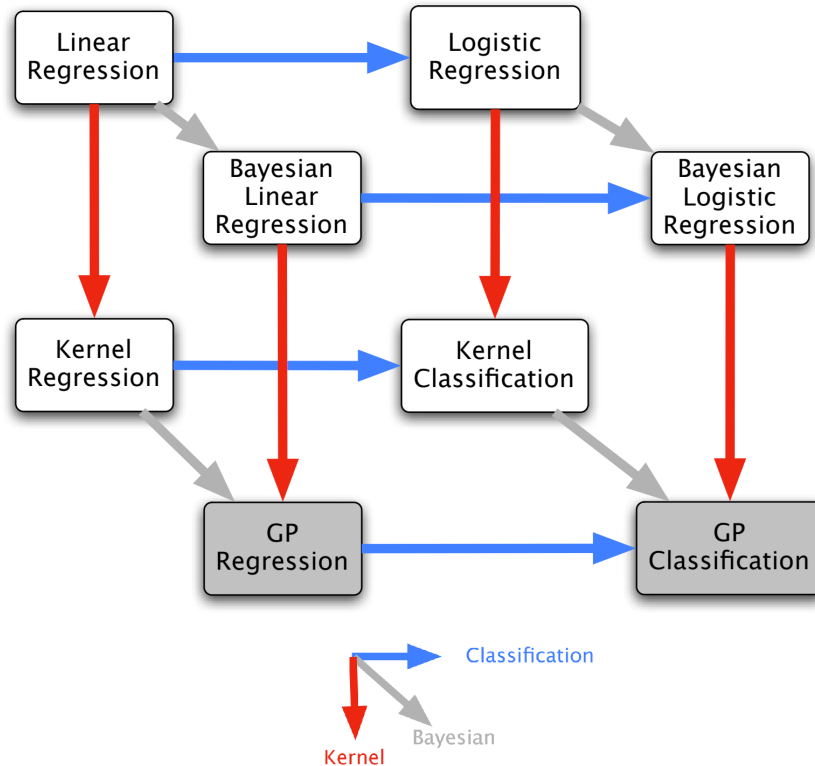 Linear
Regression
Logistic
Regression
Bayesian
Linear
Regression
Bayesian
Logistic
Regression
Kernel
Regression
Kernel
Classification
GP
Regression
GP
Classification
Classification
Bayesian
Kernel